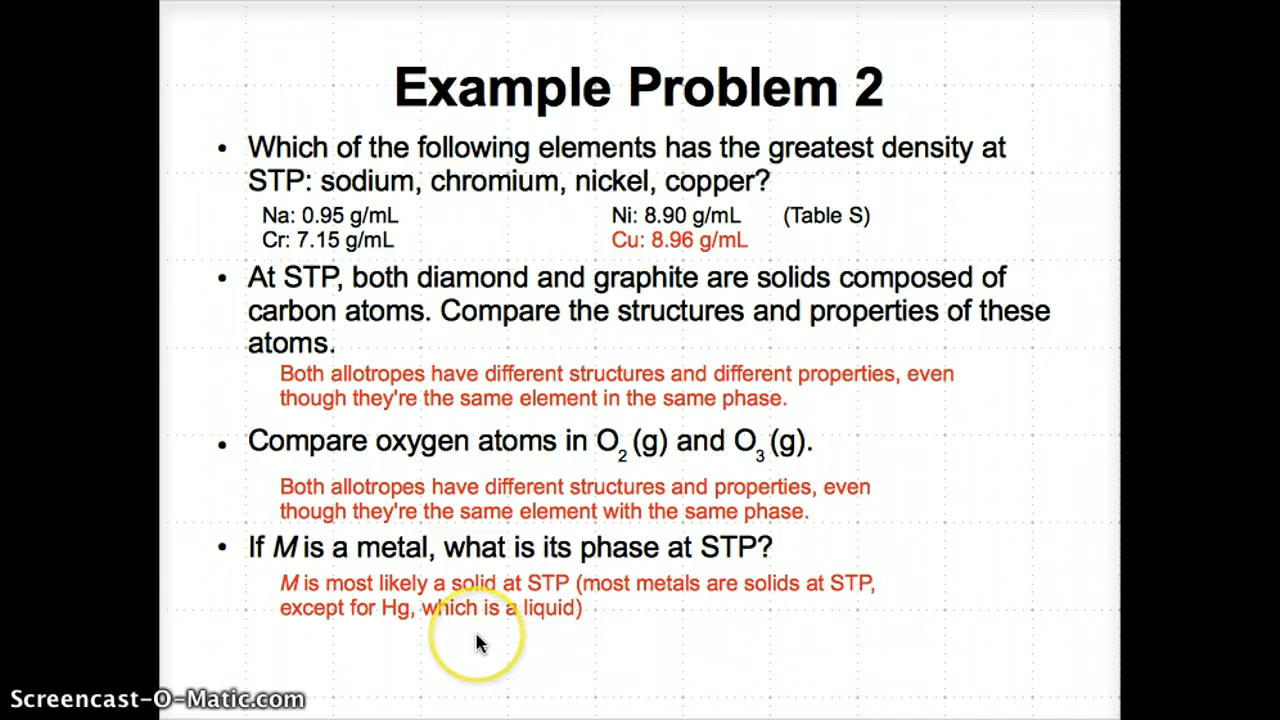 Example Problem 2
• Which of the following elements has the greatest density at
STP: sodium, chromium, nickel, copper?
Na: 0.95 g/mL Ni: 8.90 g/mL (Table S)
Cr: 7.15 g/mL Cu: 8.96 g/mL
• At STP, both diamond and graphite are solids composed of
carbon atoms. Compare the structures and properties of these
atoms.
Both allotropes have different structures and different properties, even
though they're the same element in the same phase.
• Compare oxygen atoms in O₂ (g) and O₃ (g).
Both allotropes have different structures and properties, even
though they're the same element with the same phase.
• If M is a metal, what is its phase at STP?
M is most likely a solid at STP (most metals are solids at STP,
except for Hg, which is a liquid)
Screencast-O-Matic.com